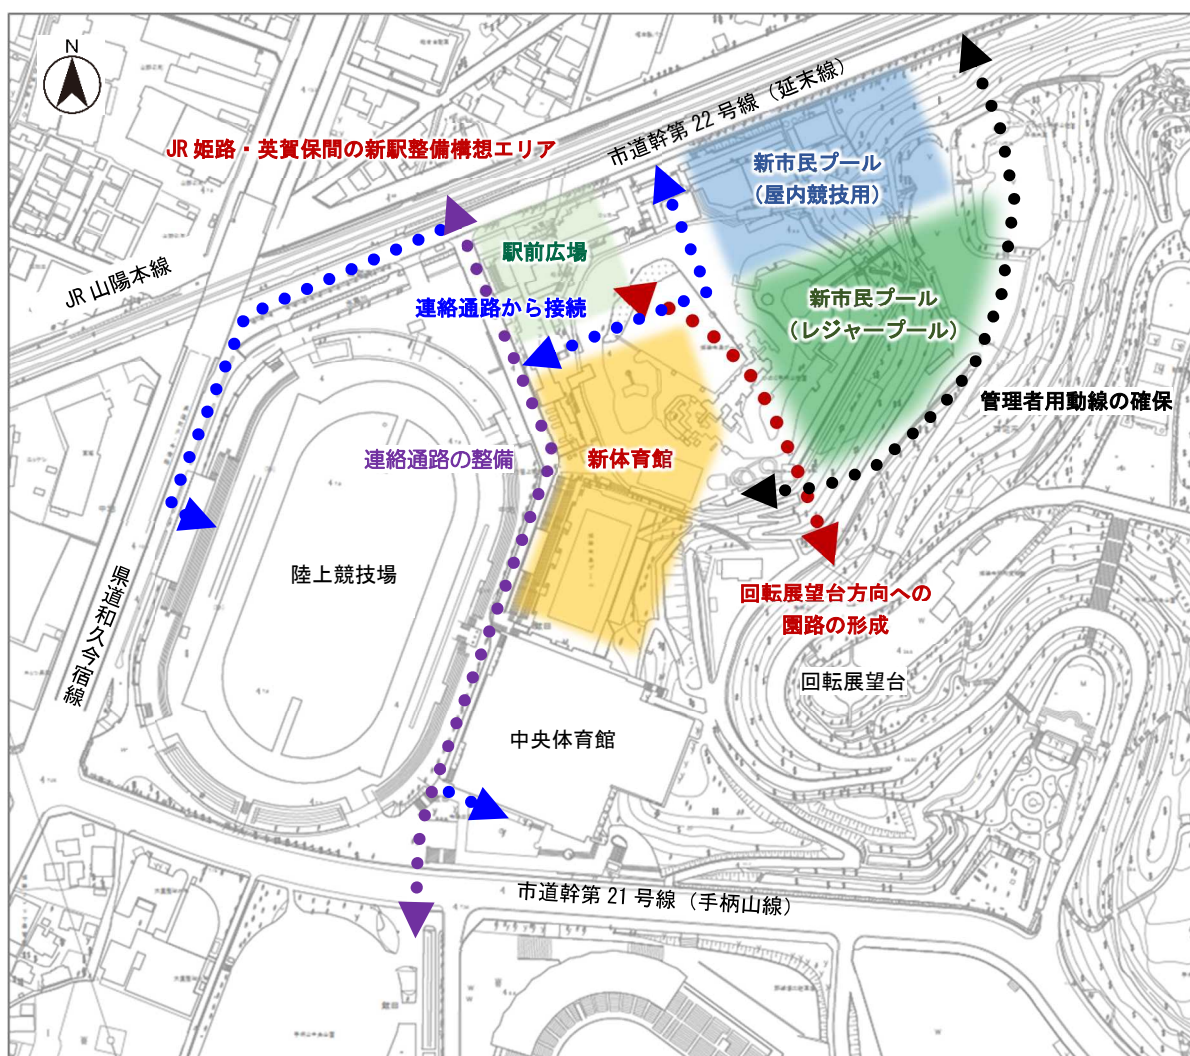 N
JR 姫路・英賀保間の新駅整備構想エリア
市道幹第 22 号線（延末線）
新市民プール
（屋内競技用）
駅前広場
JR 山陽本線
連絡通路から接続
新市民プール
（レジャープール）
管理者用動線の確保
連絡通路の整備
新体育館
陸上競技場
県道和久今宿線
回転展望台方向への
園路の形成
回転展望台
中央体育館
市道幹第 21 号線（手柄山線）